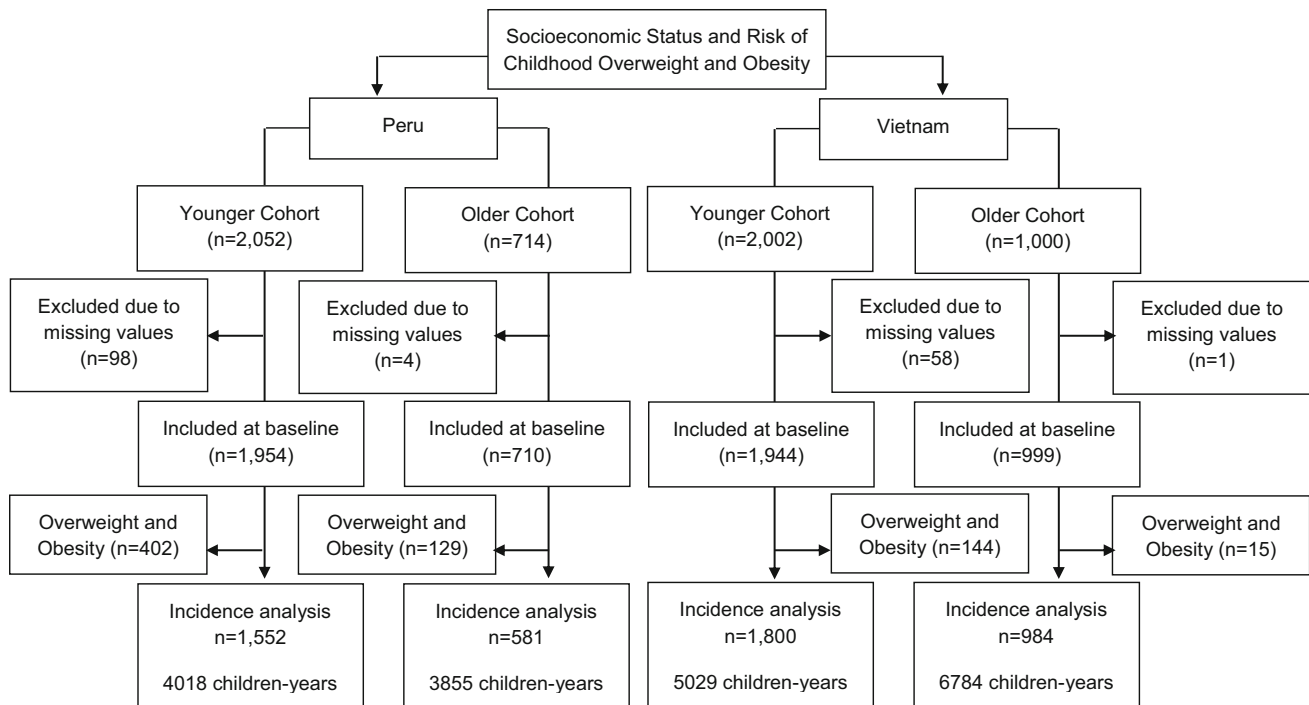 Socioeconomic Status and Risk of
Childhood Overweight and Obesity
Peru
Vietnam
Younger Cohort
(n=2,052)
Older Cohort
(n=714)
Younger Cohort
(n=2,002)
Older Cohort
(n=1,000)
Excluded due to
missing values
(n=98)
Excluded due to
missing values
(n=4)
Excluded due to
missing values
(n=58)
Excluded due to
missing values
(n=1)
Included at baseline
(n=1,954)
Included at baseline
(n=710)
Included at baseline
(n=1,944)
Included at baseline
(n=999)
Overweight and
Obesity (n=402)
Overweight and
Obesity (n=129)
Overweight and
Obesity (n=144)
Overweight and
Obesity (n=15)
Incidence analysis
n=1,552
4018 children-years
Incidence analysis
n=581
3855 children-years
Incidence analysis
n=1,800
5029 children-years
Incidence analysis
n=984
6784 children-years